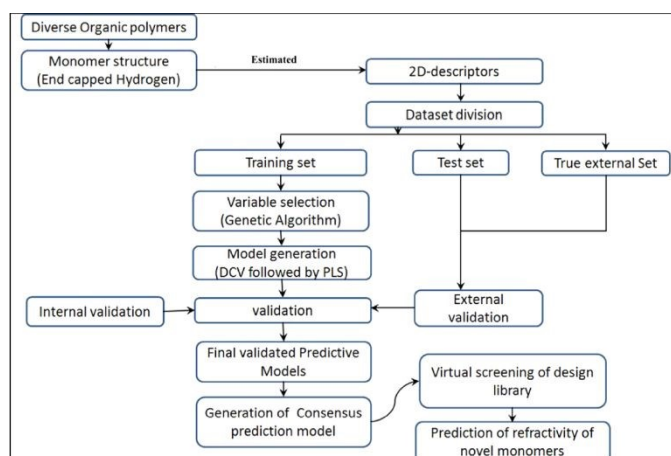 Diverse Organic polymers
Monomer structure
(End capped Hydrogen)
Estimated
2D-descriptors
Dataset division
Training set
Test set
True external Set
Variable selection
(Genetic Algorithm)
Model generation
(DCV followed by PLS)
Internal validation
validation
External
validation
Final validated Predictive
Models
Generation of Consensus
prediction model
Virtual screening of design
library
Prediction of refractivity of
novel monomers